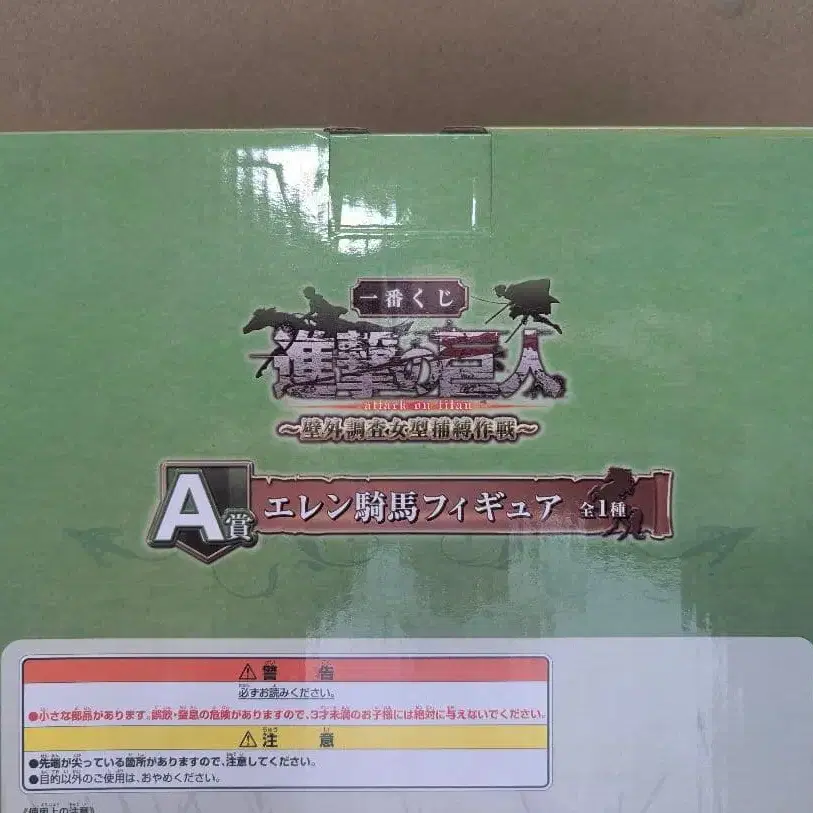 一番くじ
進撃の巨人
attack on titan
～壁外調査・女型捕縛作戦～
A賞 エレン騎馬フィギュア 全1種
⚠警告
必ずお読みください。
●小さな部品があります。誤飲・窒息の危険がありますので、3才未満のお子様には絶対に与えないでください。
⚠注意
●先端が尖っている箇所がありますので、注意してください。
●目的以外のご使用は、おやめください。
《使用上の注意》